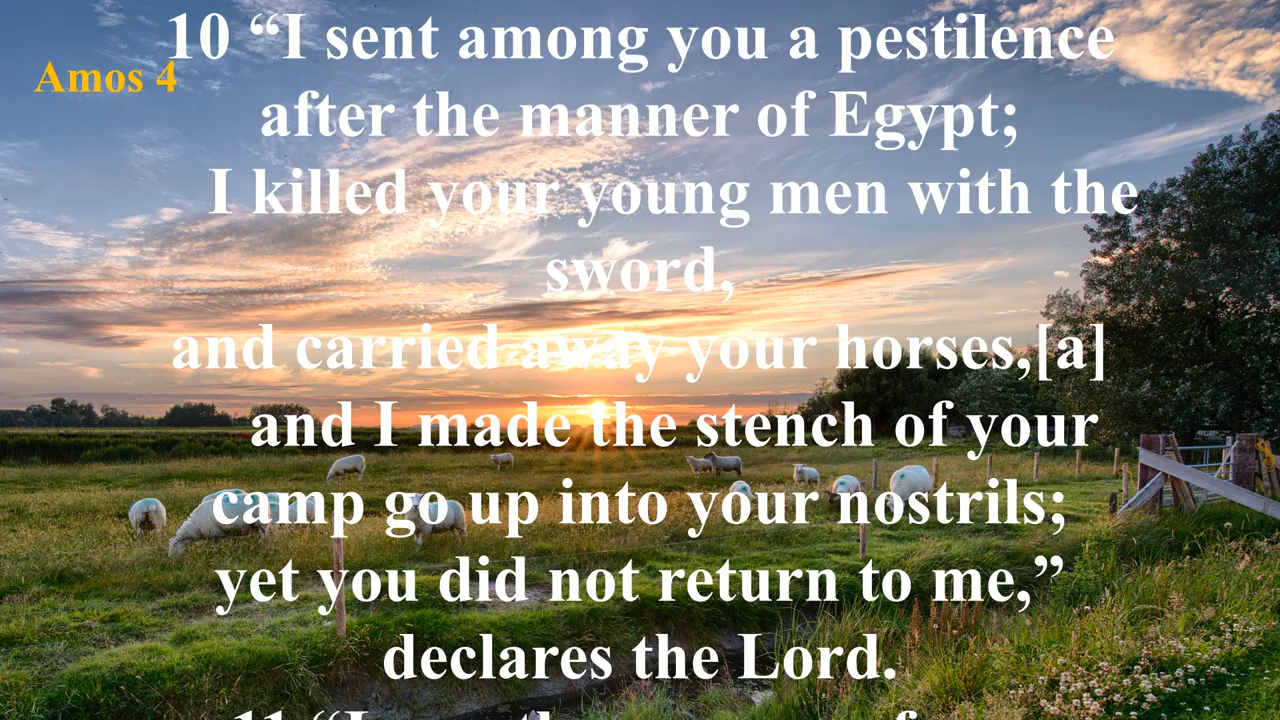 10 “I sent among you a pestilence
Amos 4
after the manner of Egypt;
I killed your young men with the
sword,
and carried away your horses,[a]
and I made the stench of your
camp go up into your nostrils;
yet you did not return to me,”
declares the Lord.